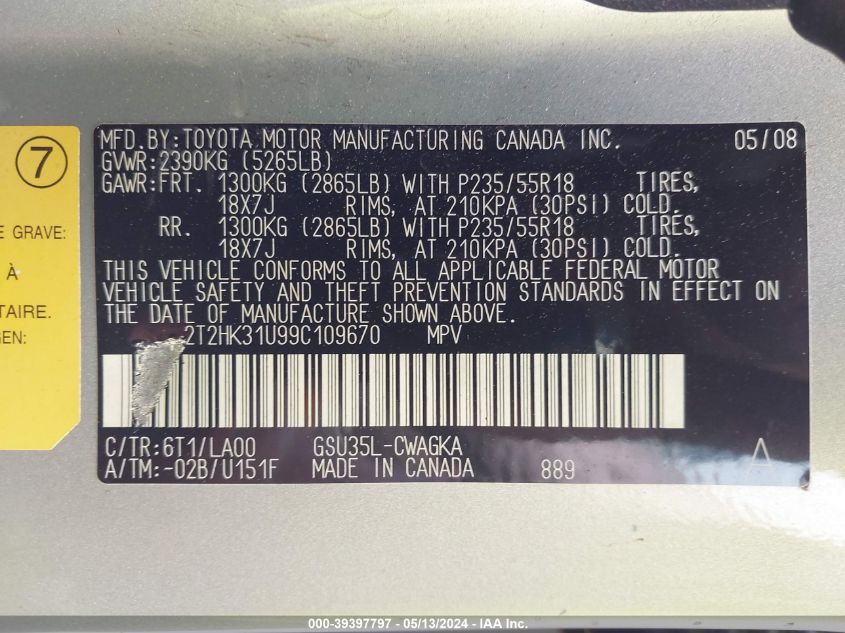 7
E GRAVE:
À
TAIRE.
GEN:
MFD.BY:TOYOTA MOTOR MANUFACTURING CANADA INC. 05/08
GVWR:2390KG (5265LB)
GAWR:FRT. 1300KG (2865LB) WITH P235/55R18 TIRES,
18X7J RIMS, AT 210KPA (30PSI) COLD.
RR. 1300KG (2865LB) WITH P235/55R18 TIRES,
18X7J RIMS, AT 210KPA (30PSI) COLD.
THIS VEHICLE CONFORMS TO ALL APPLICABLE FEDERAL MOTOR
VEHICLE SAFETY AND THEFT PREVENTION STANDARDS IN EFFECT ON
THE DATE OF MANUFACTURE SHOWN ABOVE.
2T2HK31U99C109670 MPV
C/TR:6T1/LA00 GSU35L-CWAGKA
A/TM:-02B/U151F MADE IN CANADA 889 A
000-39397797 - 05/13/2024 - IAA Inc.